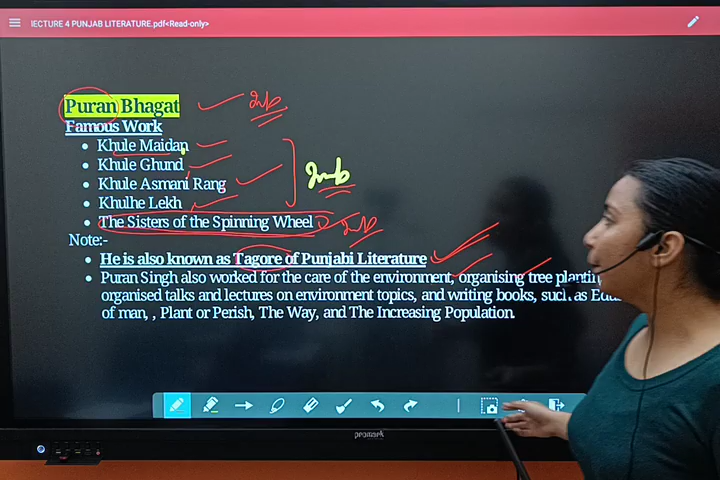 lECTURE 4 PUNJAB LITERATURE.pdf<Read-only>
Puran Bhagat
Famous Work
• Khule Maidan
• Khule Ghund
• Khule Asmani Rang
• Khulhe Lekh
• The Sisters of the Spinning Wheel
Note:-
• He is also known as Tagore of Punjabi Literature
• Puran Singh also worked for the care of the environment, organising tree
organised talks and lectures on environment topics, and writing books, such as
of man, , Plant or Perish, The Way, and The Increasing Population.
promark